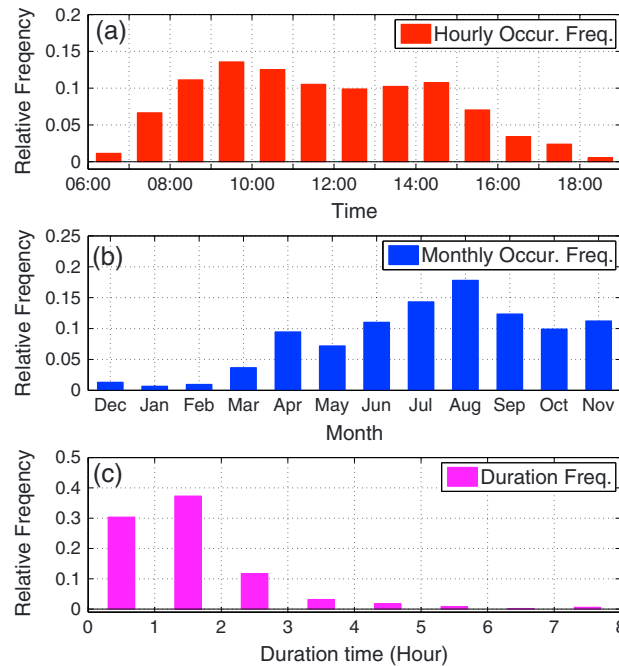 0.2
(a)
Hourly Occur. Freq.
0.15
0.1
0.05
0
Relative Freqency
06:00 08:00 10:00 12:00 14:00 16:00 18:00
Time
0.25
(b)
Monthly Occur. Freq.
0.2
0.15
0.1
0.05
0
Relative Freqency
Dec Jan Feb Mar Apr May Jun Jul Aug Sep Oct Nov
Month
0.5
(c)
Duration Freq.
0.4
0.3
0.2
0.1
0
Relative Freqency
0 1 2 3 4 5 6 7 8
Duration time (Hour)